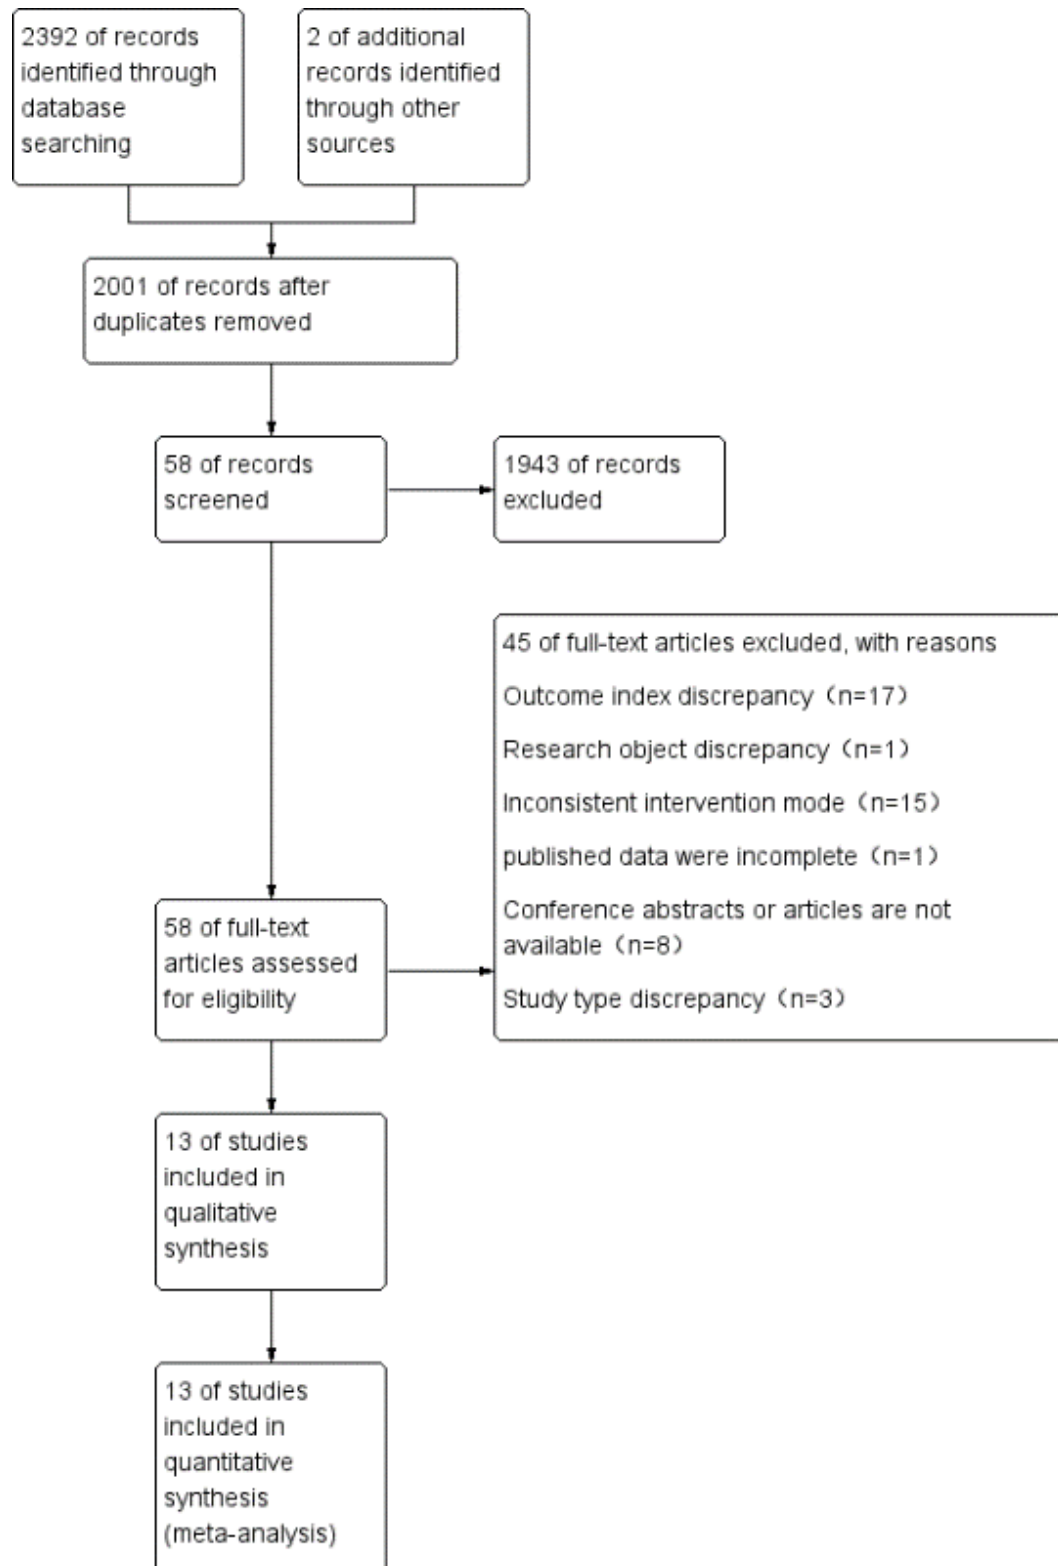 2392 of records
identified through
database
searching
2 of additional
records identified
through other
sources
2001 of records after
duplicates removed
58 of records
screened
1943 of records
excluded
45 of full-text articles excluded, with reasons
Outcome index discrepancy（n=17）
Research object discrepancy（n=1）
Inconsistent intervention mode（n=15）
published data were incomplete（n=1）
Conference abstracts or articles are not
available（n=8）
Study type discrepancy（n=3）
58 of full-text
articles assessed
for eligibility
13 of studies
included in
qualitative
synthesis
13 of studies
included in
quantitative
synthesis
(meta-analysis)